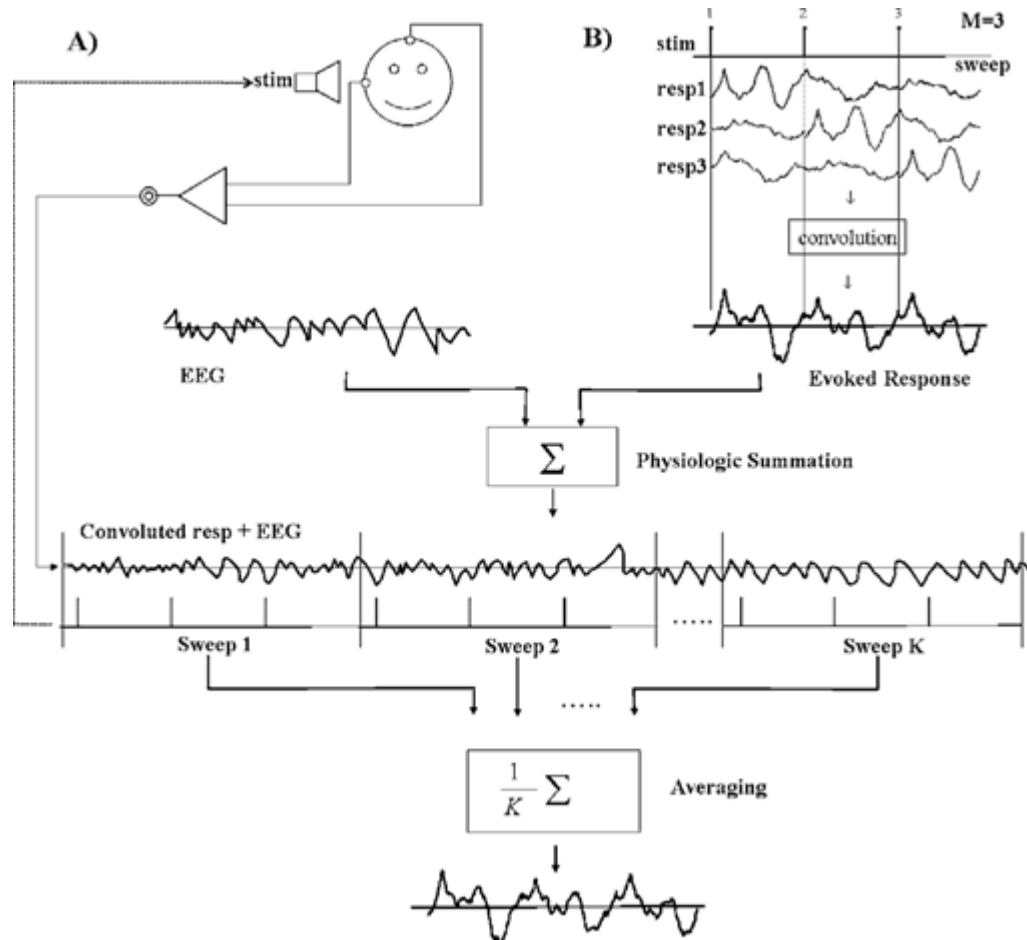 A)
B)
1 2 3
M=3
stim
stim
sweep
resp1
resp2
resp3
↓
convolution
↓
EEG
Evoked Response
Σ
Physiologic Summation
Convoluted resp + EEG
Sweep 1 Sweep 2 ..... Sweep K
.....
1/K Σ
Averaging